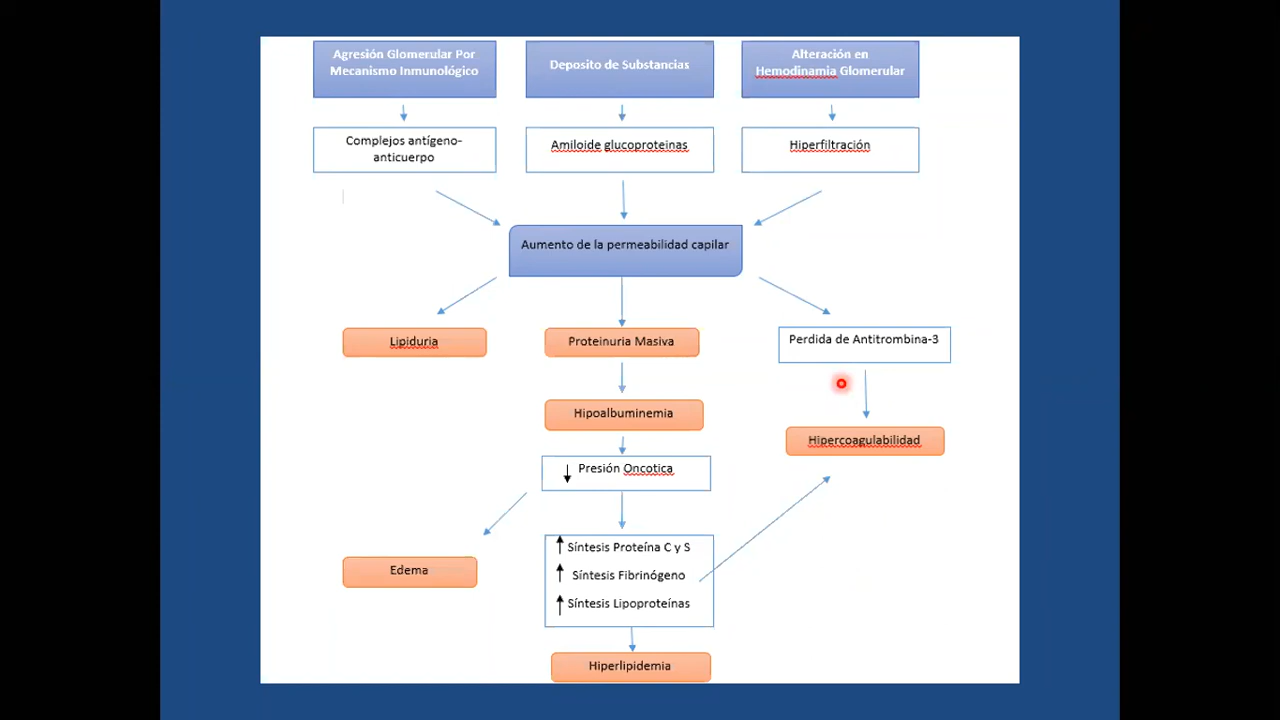 Agresión Glomerular Por
Mecanismo Inmunológico
Deposito de Substancias
Alteración en
Hemodinamia Glomerular
Complejos antígeno-
anticuerpo
Amiloide glucoproteinas
Hiperfiltración
Aumento de la permeabilidad capilar
Lipiduria
Proteinuria Masiva
Perdida de Antitrombina-3
Hipoalbuminemia
Hipercoagulabilidad
↓ Presión Oncotica
↑ Síntesis Proteína C y S
↑ Síntesis Fibrinógeno
↑ Síntesis Lipoproteínas
Edema
Hiperlipidemia